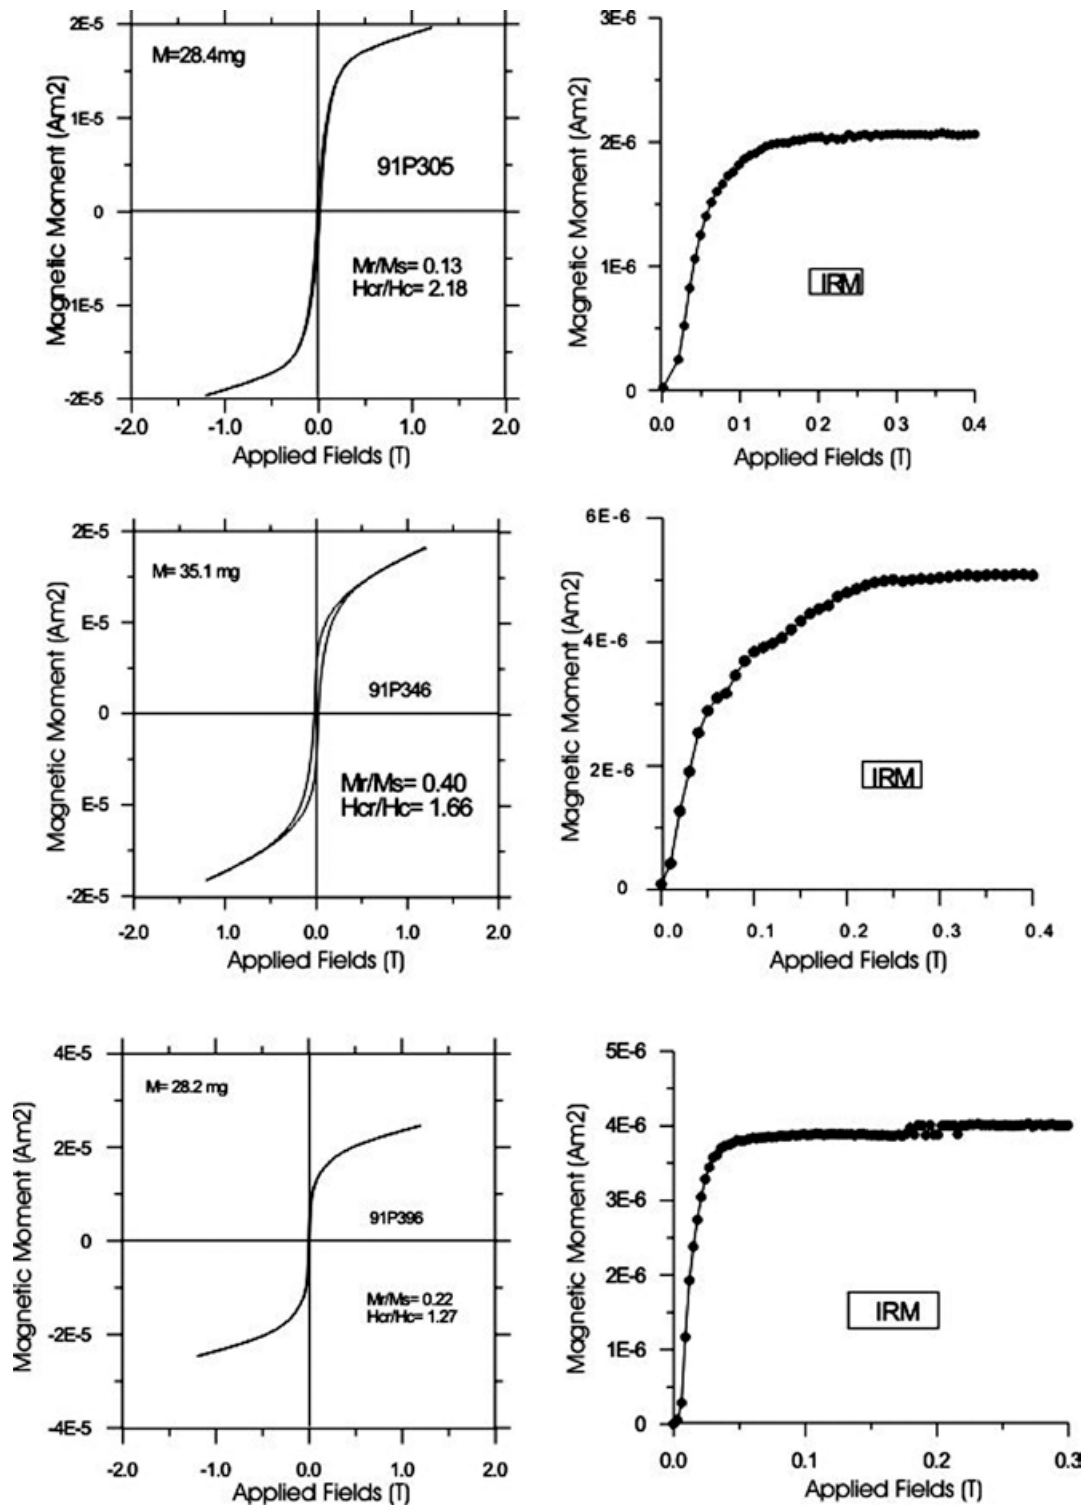 2E-5
M=28.4mg
1E-5
91P305
0
Mr/Ms= 0.13
Hcr/Hc= 2.18
1E-5
-2E-5
-2.0 -1.0 0.0 1.0 2.0
Applied Fields (T)
Magnetic Moment (Am2)
3E-6
2E-6
1E-6
IRM
0
0.0 0 1 0 2 0 3 0.4
Applied Fields (T)
Magnetic Moment (Am2)
2E-5
M= 35.1 mg
E-5
91P346
0
Mr/Ms= 0.40
Hcr/Hc= 1.66
E-5
-2E-5
-2.0 -1.0 0.0 1.0 2.0
Applied Fields (T)
Magnetic Moment (Am2)
6E-6
4E-6
2E-6
IRM
0
0.0 0.1 0.2 0.3 0.4
Applied Fields (T)
Magnetic Moment (Am2)
4E-5
M= 28.2 mg
2E-5
91P396
0
Mr/Ms= 0.22
Hcr/Hc= 1.27
-2E-5
-4E-5
-2.0 -1.0 0.0 1.0 2.0
Applied Fields (T)
Magnetic Moment (Am2)
5E-6
4E-6
3E-6
2E-6
1E-6
IRM
0
0.0 0.1 0.2 0.3
Applied Fields (T)
Magnetic Moment (Am2)